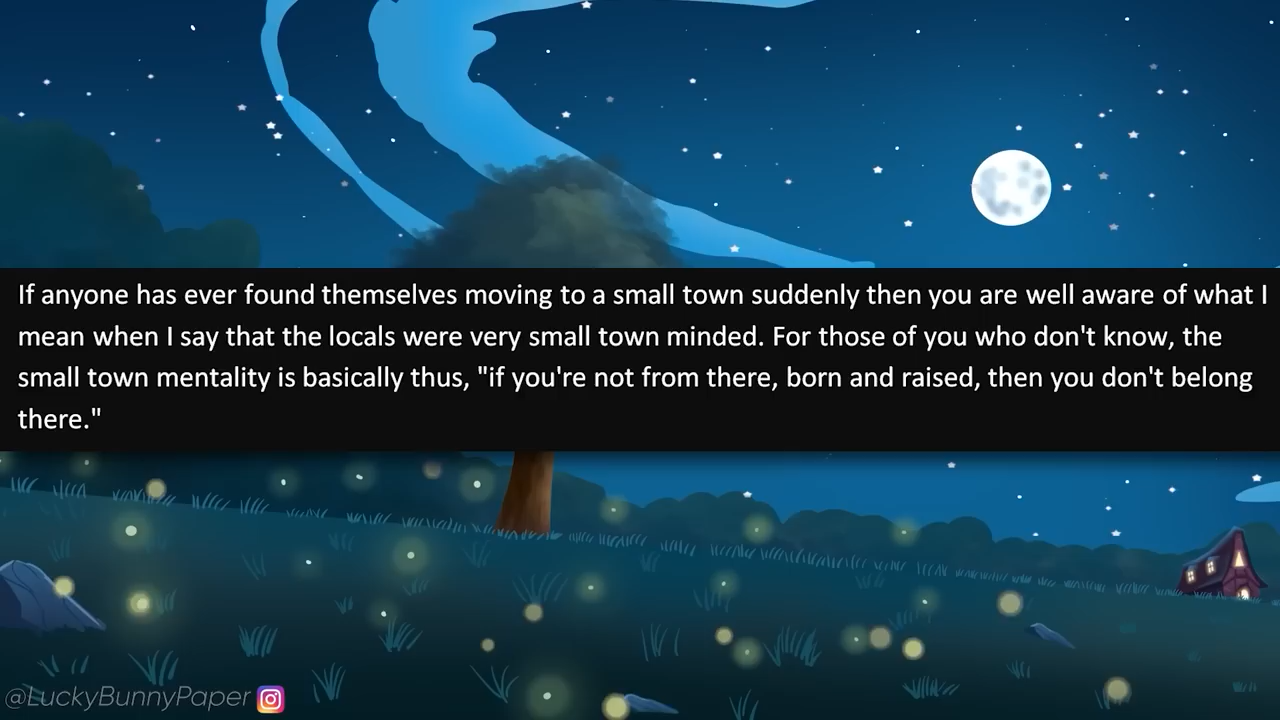 If anyone has ever found themselves moving to a small town suddenly then you are well aware of what I
mean when I say that the locals were very small town minded. For those of you who don't know, the
small town mentality is basically thus, "if you're not from there, born and raised, then you don't belong
there."
@LuckyBunnyPaper